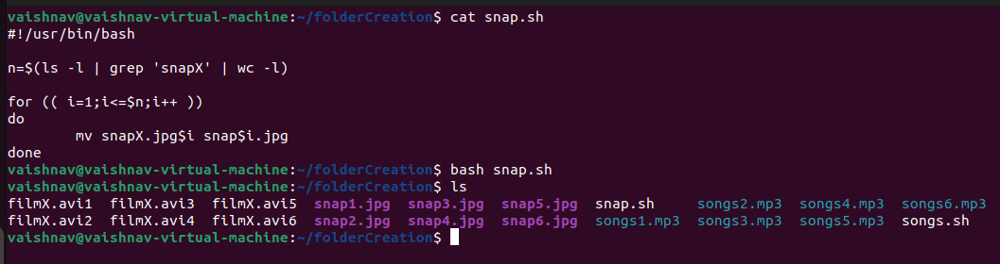 vaishnav@vaishnav-virtual-machine:~/folderCreation$ cat snap.sh
#!/usr/bin/bash
n=$(ls -l | grep 'snapX' | wc -l)
for (( i=1;i<=$n;i++ ))
do
        mv snapX.jpg$i snap$i.jpg
done
vaishnav@vaishnav-virtual-machine:~/folderCreation$ bash snap.sh
vaishnav@vaishnav-virtual-machine:~/folderCreation$ ls
filmX.avi1  filmX.avi3  filmX.avi5  snap1.jpg  snap3.jpg  snap5.jpg  snap.sh     songs2.mp3  songs4.mp3  songs6.mp3
filmX.avi2  filmX.avi4  filmX.avi6  snap2.jpg  snap4.jpg  snap6.jpg  songs1.mp3  songs3.mp3  songs5.mp3  songs.sh
vaishnav@vaishnav-virtual-machine:~/folderCreation$